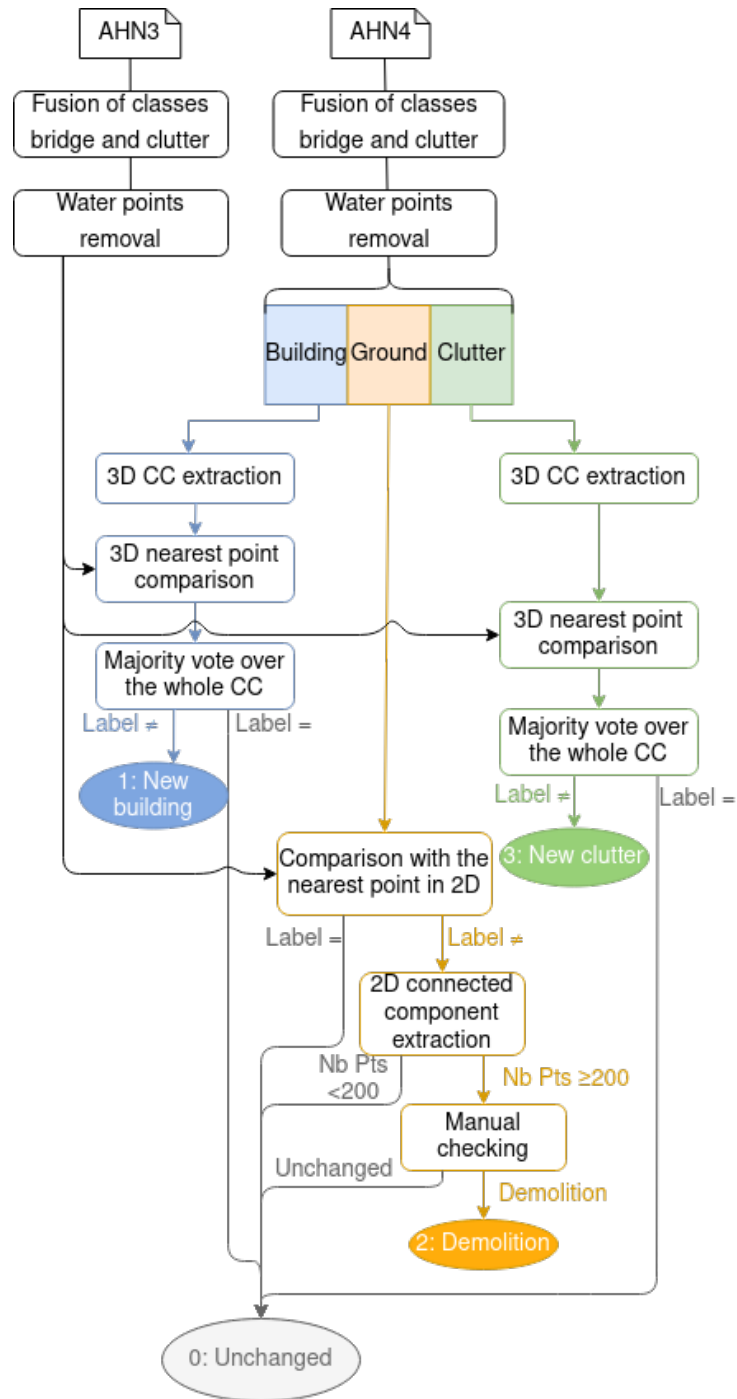 AHN3
AHN4
Fusion of classes
bridge and clutter
Fusion of classes
bridge and clutter
Water points
removal
Water points
removal
Building
Ground
Clutter
3D CC extraction
3D CC extraction
3D nearest point
comparison
3D nearest point
comparison
Majority vote over
the whole CC
Label ≠
Label =
Majority vote over
the whole CC
Label ≠
Label =
1: New
building
3: New clutter
Comparison with the
nearest point in 2D
Label =
Label ≠
2D connected
component
extraction
Nb Pts
<200
Nb Pts ≥200
Manual
checking
Unchanged
Demolition
2: Demolition
0: Unchanged